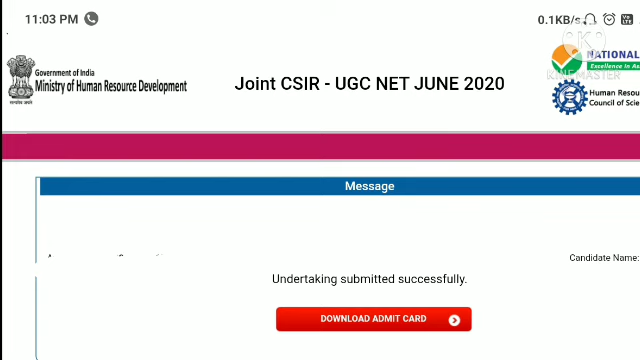 11:03 PM
0.1KB/s
KINEMASTER
Government of India
Ministry of Human Resource Development
Joint CSIR - UGC NET JUNE 2020
NATIONAL
Excellence in As
Human Resou
Council of Scie
Message
Candidate Name:
Undertaking submitted successfully.
DOWNLOAD ADMIT CARD